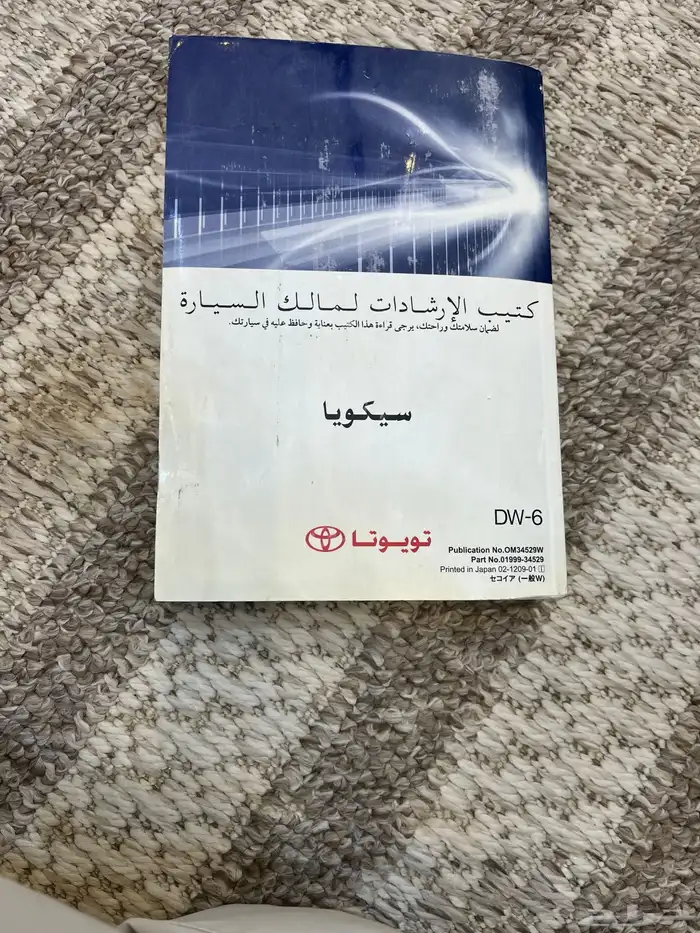 كتيب الإرشادات لمالك السيارة
لضمان سلامتك وراحتك، يرجى قراءة هذا الكتيب بعناية وحافظ عليه في سيارتك.
سيكويا
DW-6
تويوتا
Publication No.OM34529W
Part No.01999-34529
Printed in Japan 02-1209-01
セコイア (一般W)